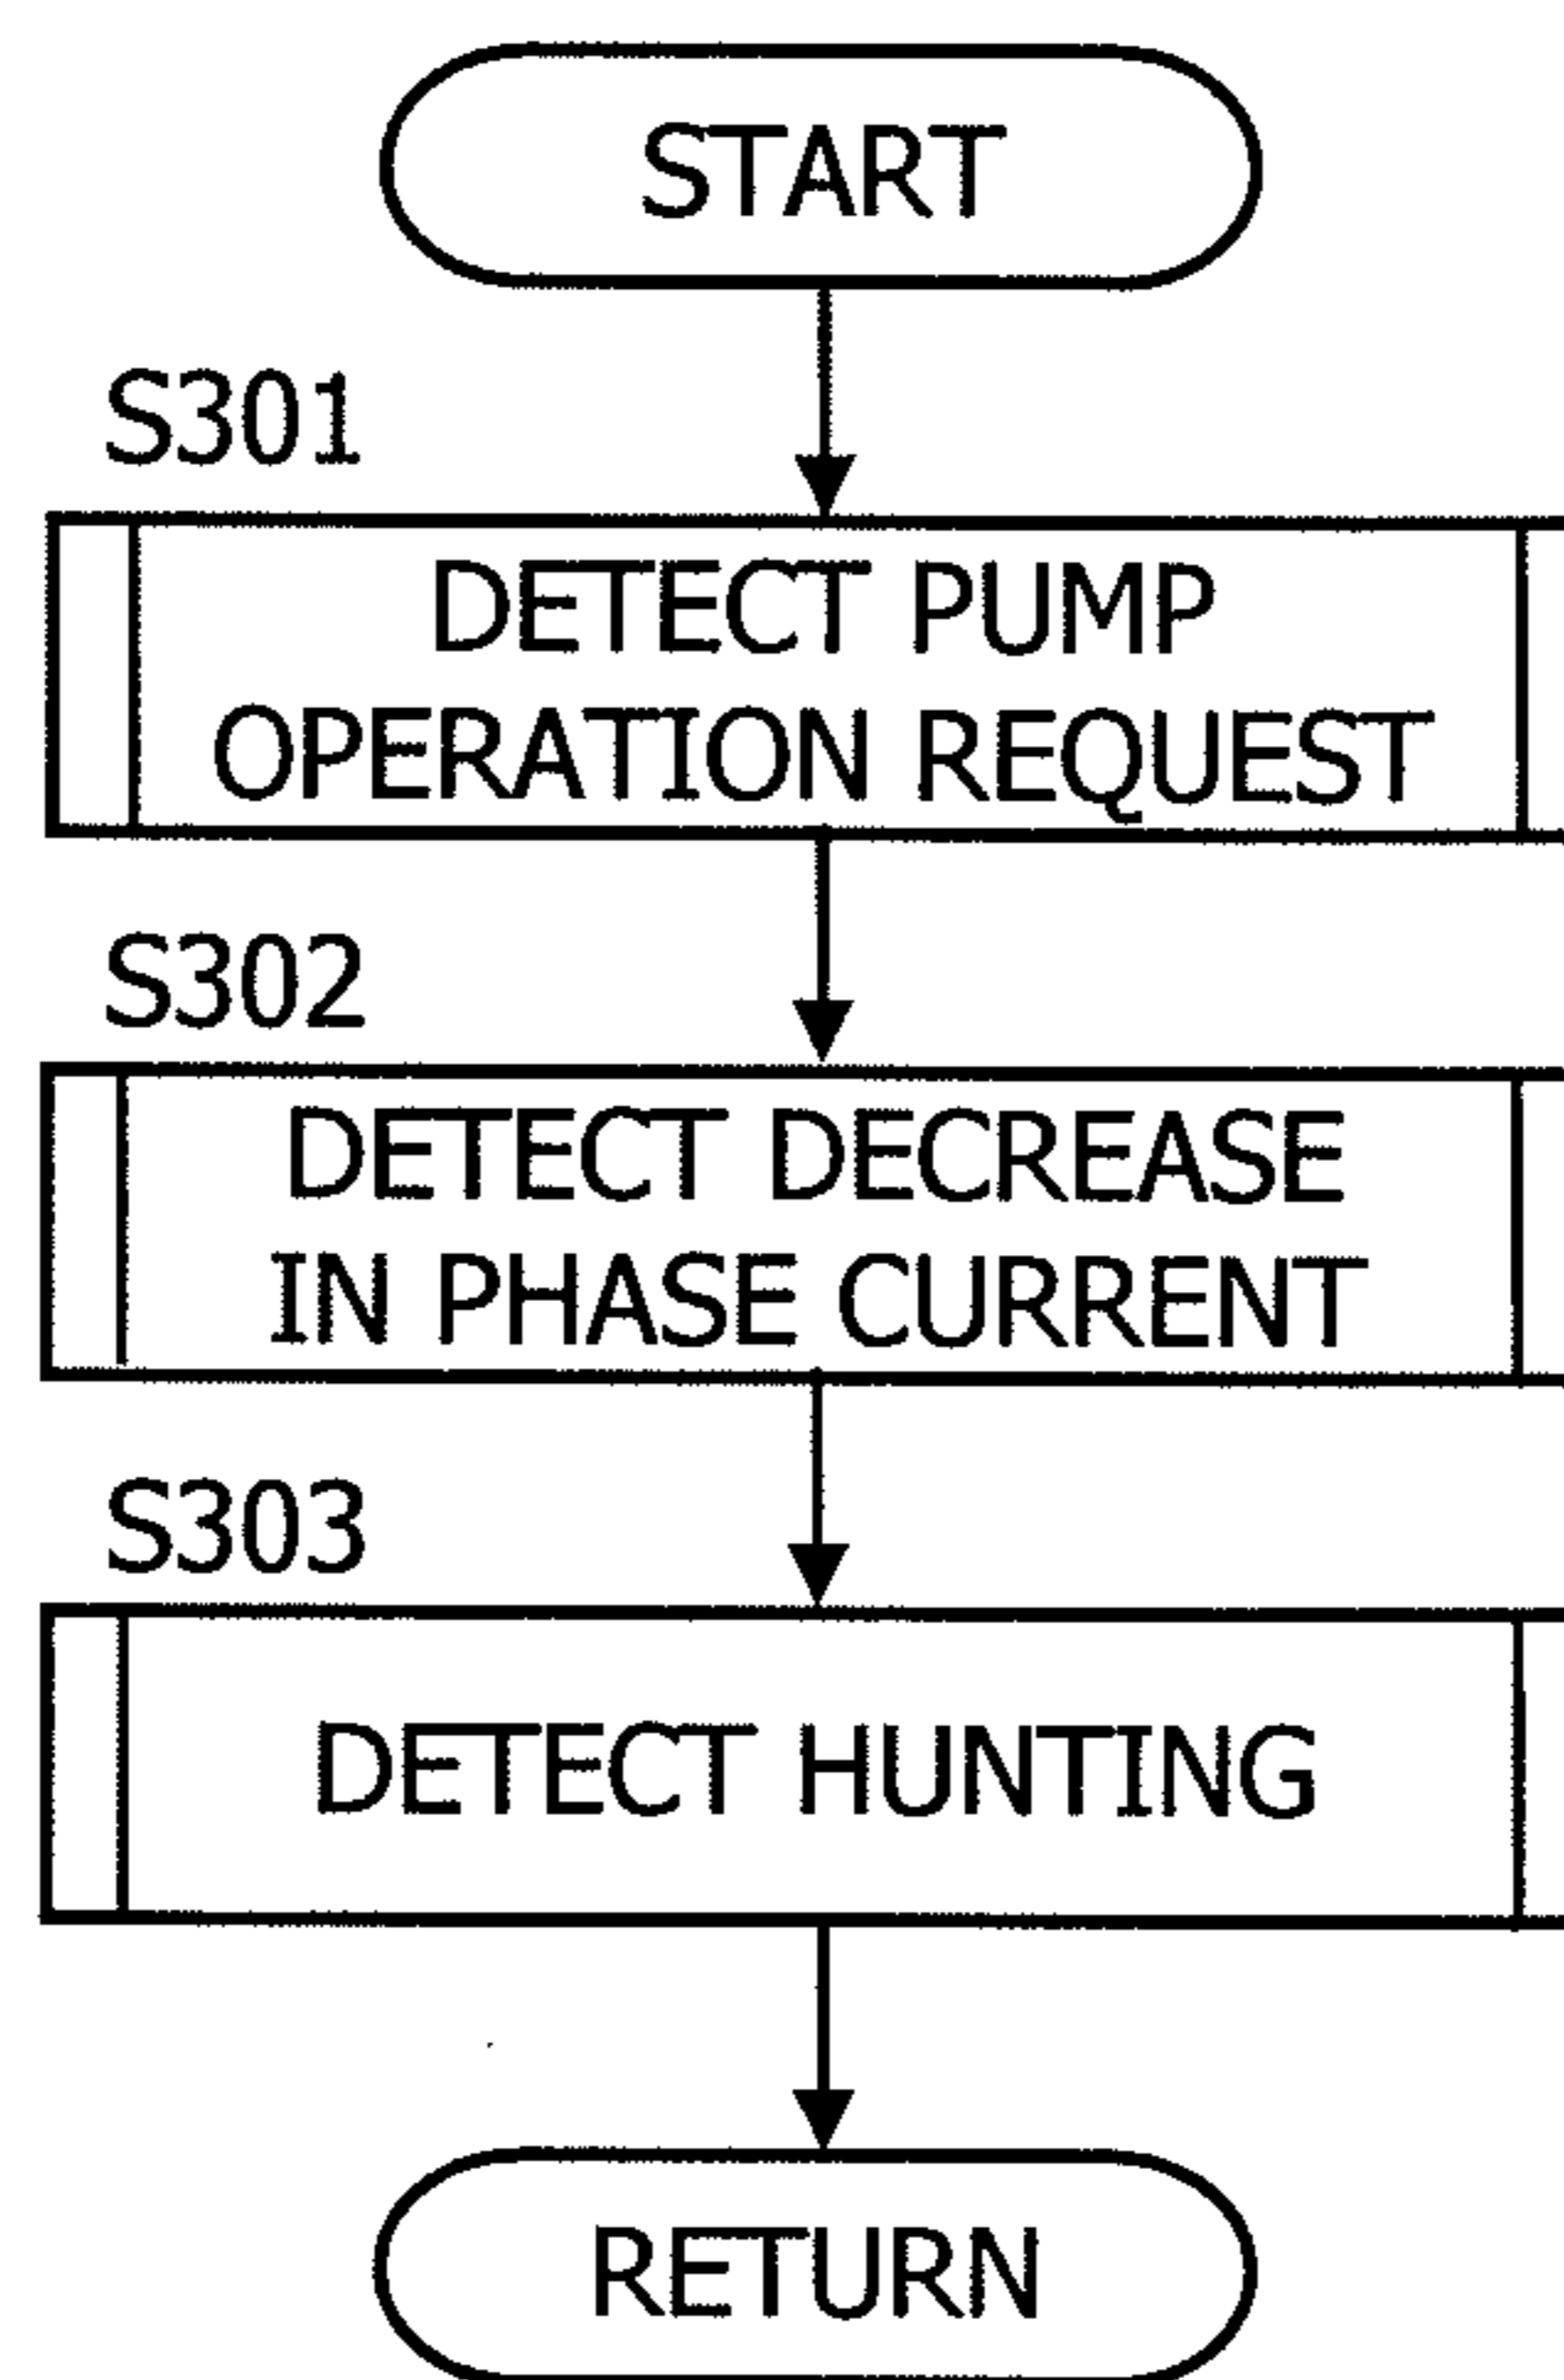 START
S301
DETECT PUMP
OPERATION REQUEST
S302
DETECT DECREASE
IN PHASE CURRENT
S303
DETECT HUNTING
RETURN